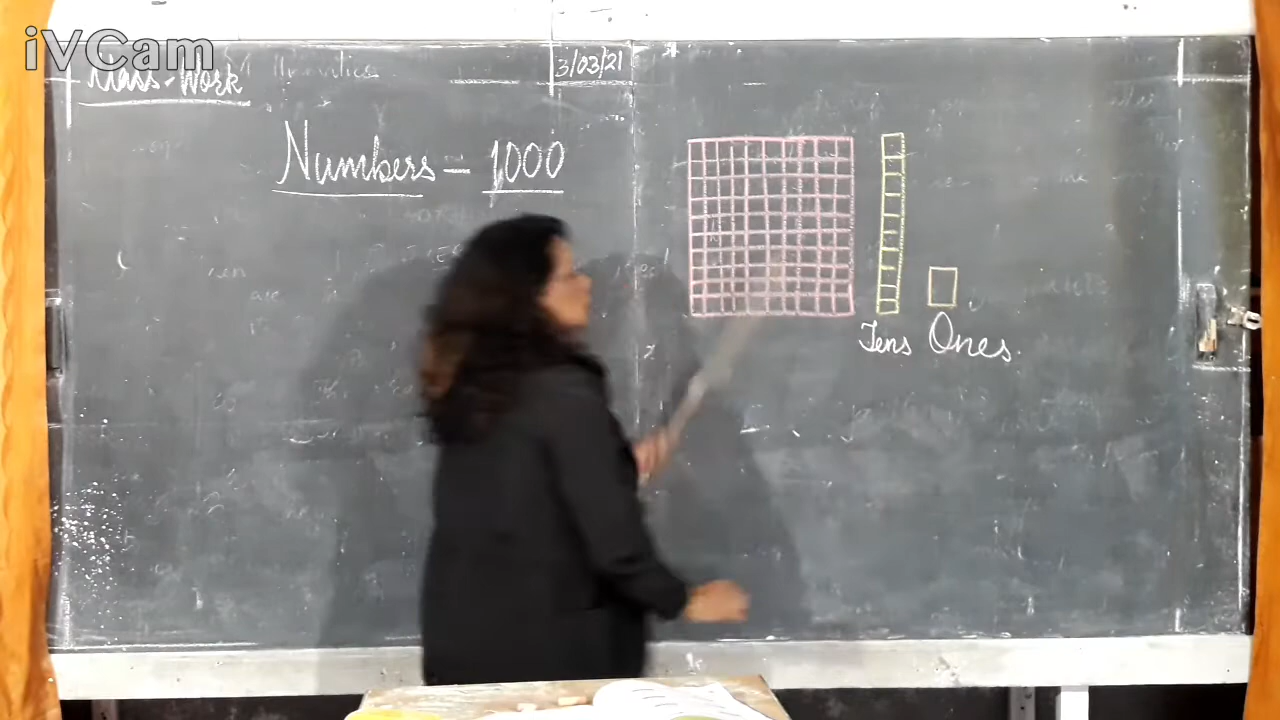 iVCam
Class-Work
3/03/21
Numbers = 1000
Tens Ones